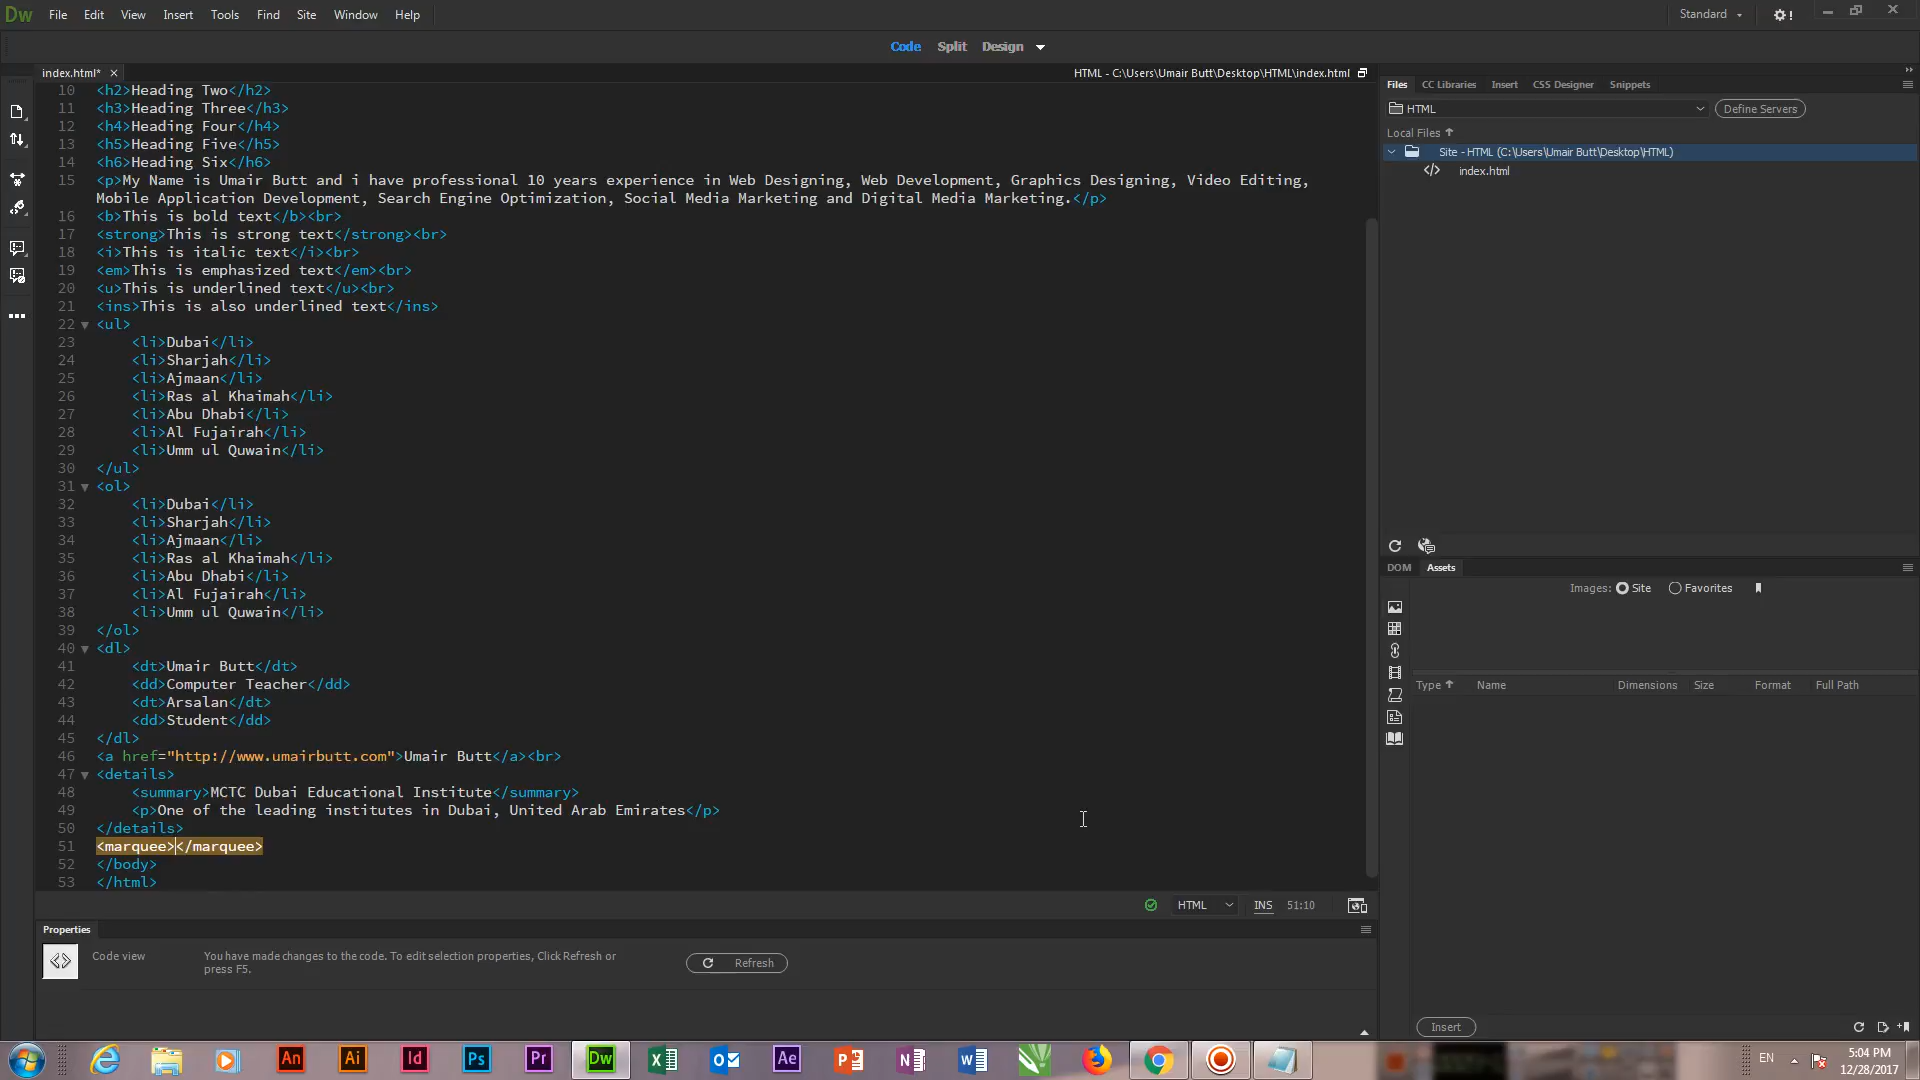 Dw File Edit View Insert Tools Find Site Window Help Standard
Code Split Design
index.html* HTML - C:\Users\Umair Butt\Desktop\HTML\index.html
10 <h2>Heading Two</h2>
11 <h3>Heading Three</h3>
12 <h4>Heading Four</h4>
13 <h5>Heading Five</h5>
14 <h6>Heading Six</h6>
15 <p>My Name is Umair Butt and i have professional 10 years experience in Web Designing, Web Development, Graphics Designing, Video Editing,
Mobile Application Development, Search Engine Optimization, Social Media Marketing and Digital Media Marketing.</p>
16 <b>This is bold text</b><br>
17 <strong>This is strong text</strong><br>
18 <i>This is italic text</i><br>
19 <em>This is emphasized text</em><br>
20 <u>This is underlined text</u><br>
21 <ins>This is also underlined text</ins>
22 <ul>
23 <li>Dubai</li>
24 <li>Sharjah</li>
25 <li>Ajmaan</li>
26 <li>Ras al Khaimah</li>
27 <li>Abu Dhabi</li>
28 <li>Al Fujairah</li>
29 <li>Umm ul Quwain</li>
30 </ul>
31 <ol>
32 <li>Dubai</li>
33 <li>Sharjah</li>
34 <li>Ajmaan</li>
35 <li>Ras al Khaimah</li>
36 <li>Abu Dhabi</li>
37 <li>Al Fujairah</li>
38 <li>Umm ul Quwain</li>
39 </ol>
40 <dl>
41 <dt>Umair Butt</dt>
42 <dd>Computer Teacher</dd>
43 <dt>Arsalan</dt>
44 <dd>Student</dd>
45 </dl>
46 <a href="http://www.umairbutt.com">Umair Butt</a><br>
47 <details>
48 <summary>MCTC Dubai Educational Institute</summary>
49 <p>One of the leading institutes in Dubai, United Arab Emirates</p>
50 </details>
51 <marquee></marquee>
52 </body>
53 </html>
HTML INS 51:10
Properties
Code view You have made changes to the code. To edit selection properties, Click Refresh or
press F5.
Refresh
Files CC Libraries Insert CSS Designer Snippets
HTML Define Servers
Local Files
Site - HTML (C:\Users\Umair Butt\Desktop\HTML)
index.html
DOM Assets
Images: Site Favorites
Type Name Dimensions Size Format Full Path
Insert
An Ai Id Ps Pr Dw X O Ae P N W
EN 5:04 PM
12/28/2017